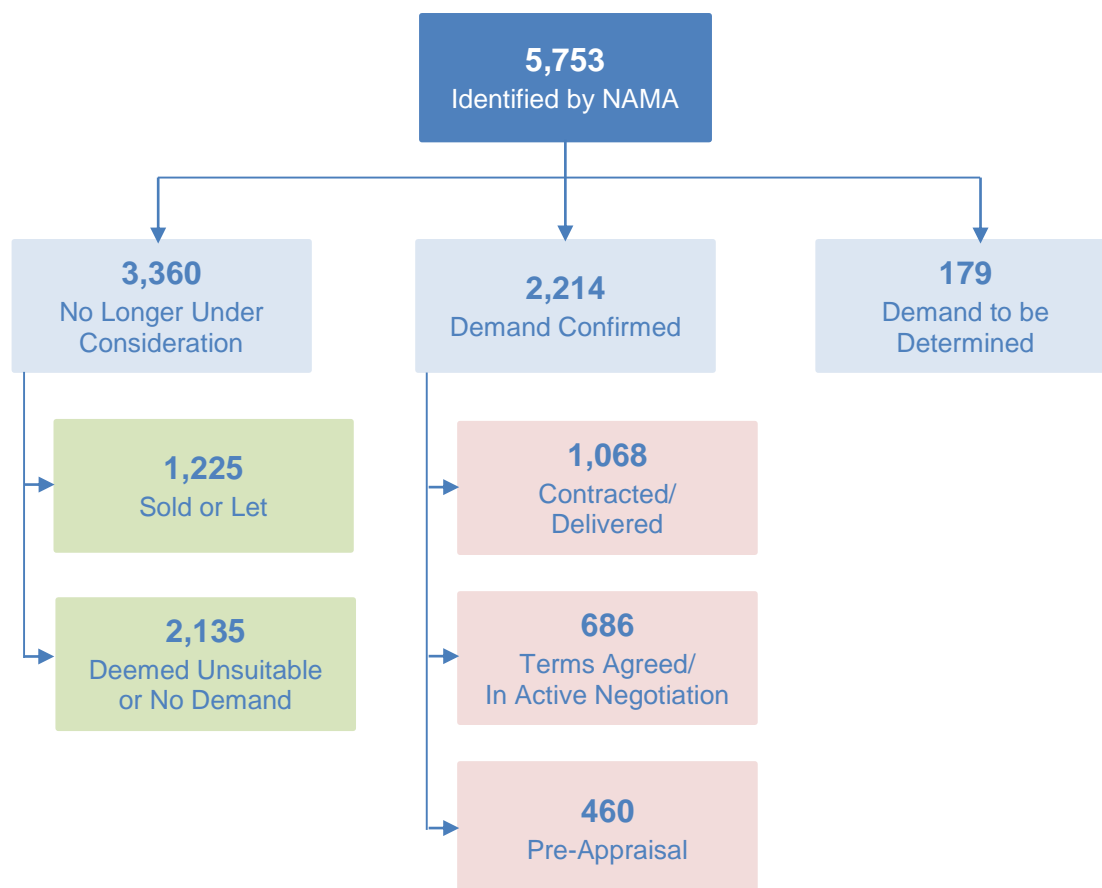 5,753
Identified by NAMA
3,360
No Longer Under
Consideration
2,214
Demand Confirmed
179
Demand to be
Determined
1,225
Sold or Let
2,135
Deemed Unsuitable
or No Demand
1,068
Contracted/
Delivered
686
Terms Agreed/
In Active Negotiation
460
Pre-Appraisal